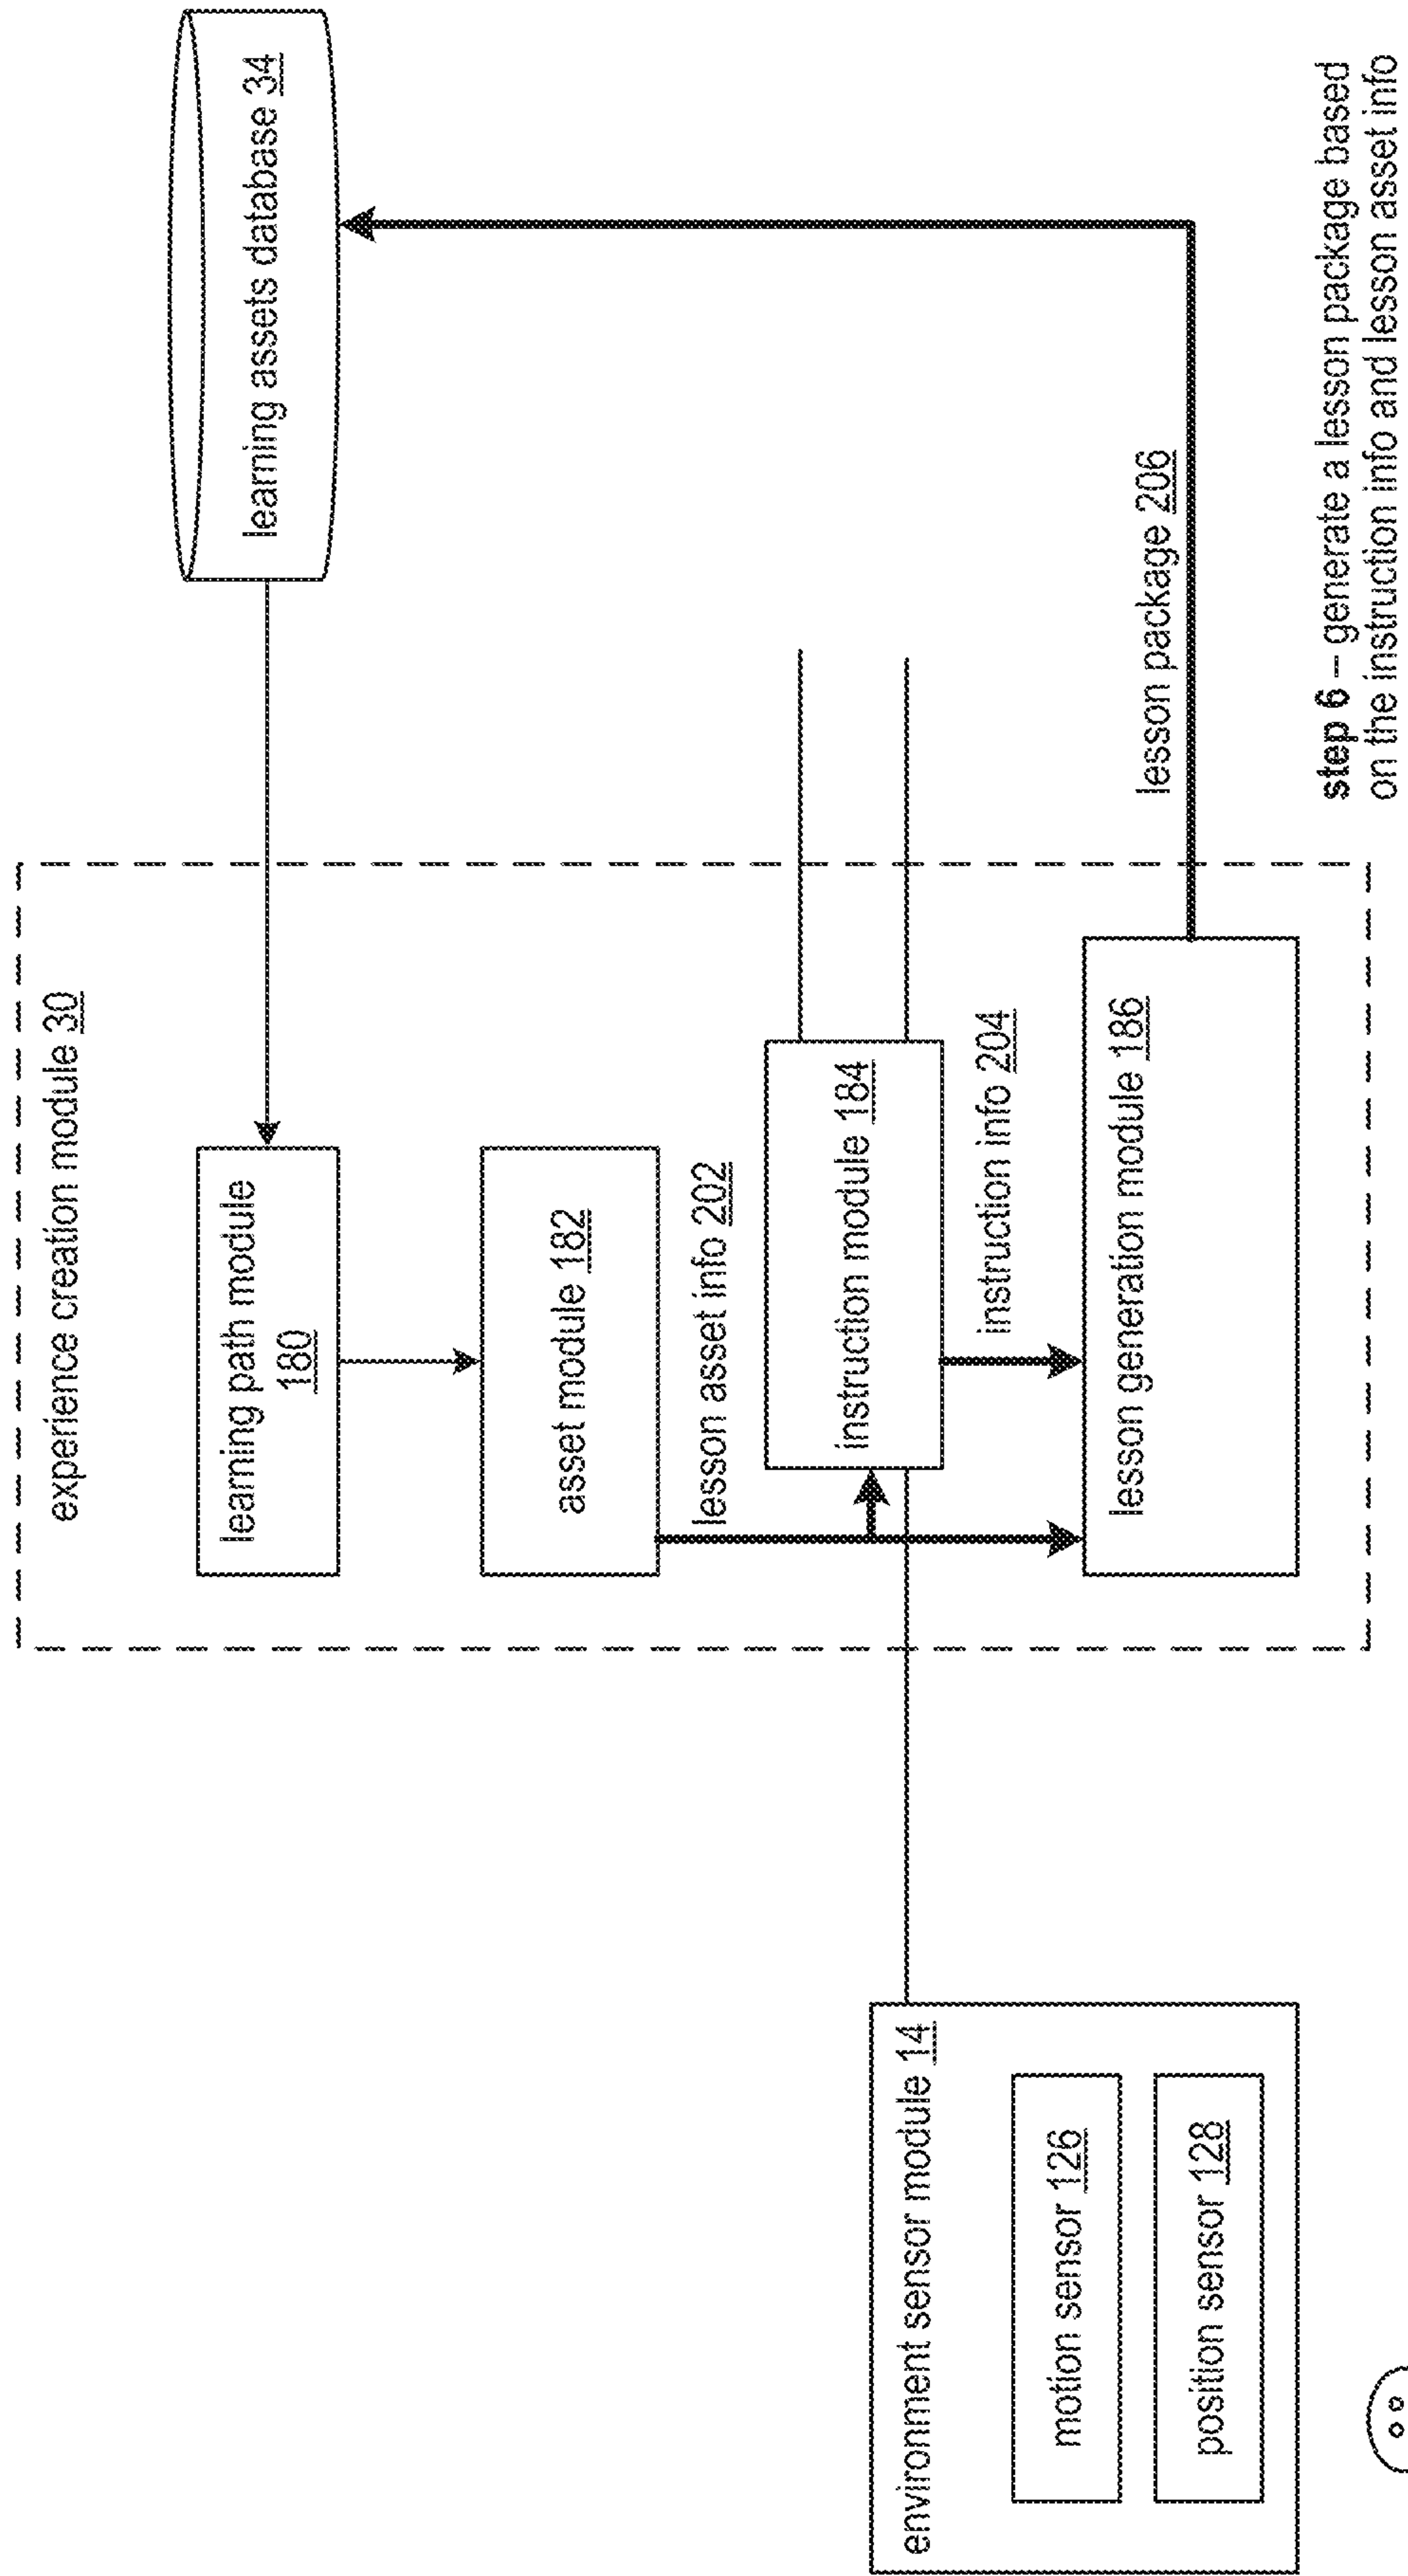 experience creation module 30
learning assets database 34
learning path module
180
asset module 182
lesson asset info 202
instruction module 184
instruction info 204
lesson generation module 186
lesson package 206
environment sensor module 14
motion sensor 126
position sensor 128
step 6 – generate a lesson package based
on the instruction info and lesson asset info